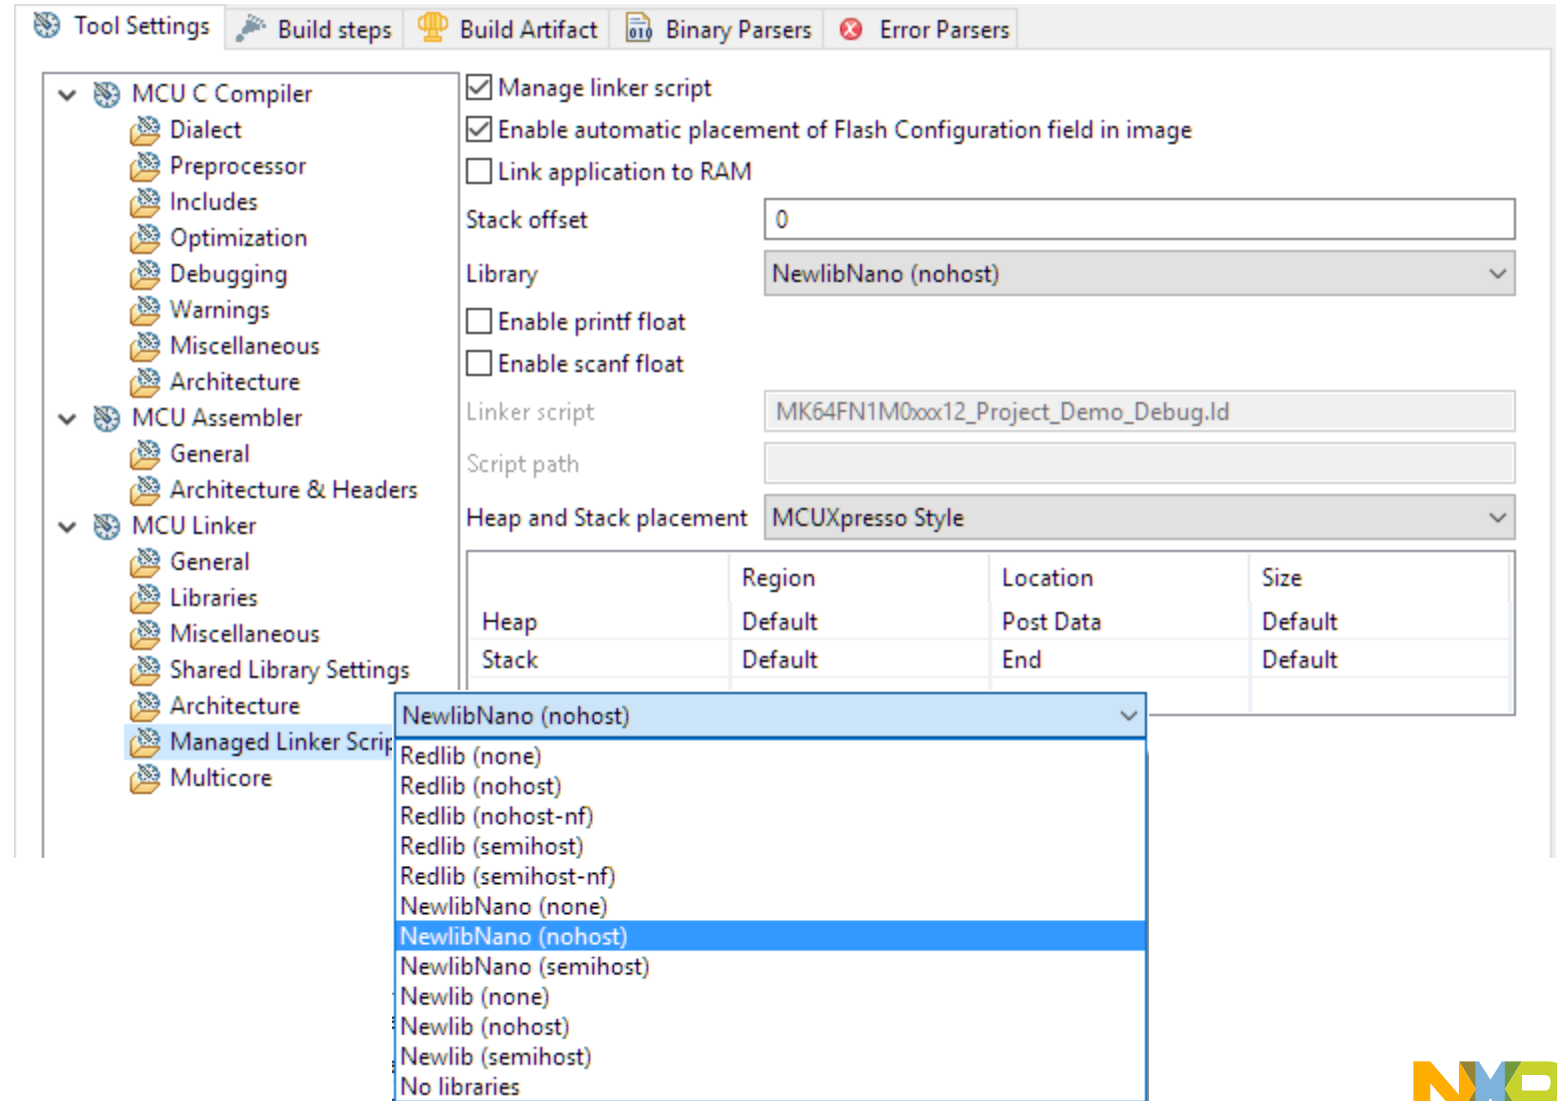 Tool Settings Build steps Build Artifact Binary Parsers Error Parsers
MCU C Compiler
Dialect
Preprocessor
Includes
Optimization
Debugging
Warnings
Miscellaneous
Architecture
MCU Assembler
General
Architecture & Headers
MCU Linker
General
Libraries
Miscellaneous
Shared Library Settings
Architecture
Managed Linker Scrip
Multicore
Manage linker script
Enable automatic placement of Flash Configuration field in image
Link application to RAM
Stack offset 0
Library NewlibNano (nohost)
Enable printf float
Enable scanf float
Linker script MK64FN1M0xxx12_Project_Demo_Debug.ld
Script path
Heap and Stack placement MCUXpresso Style
Region Location Size
Heap Default Post Data Default
Stack Default End Default
NewlibNano (nohost)
Redlib (none)
Redlib (nohost)
Redlib (nohost-nf)
Redlib (semihost)
Redlib (semihost-nf)
NewlibNano (none)
NewlibNano (nohost)
NewlibNano (semihost)
Newlib (none)
Newlib (nohost)
Newlib (semihost)
No libraries
NXP